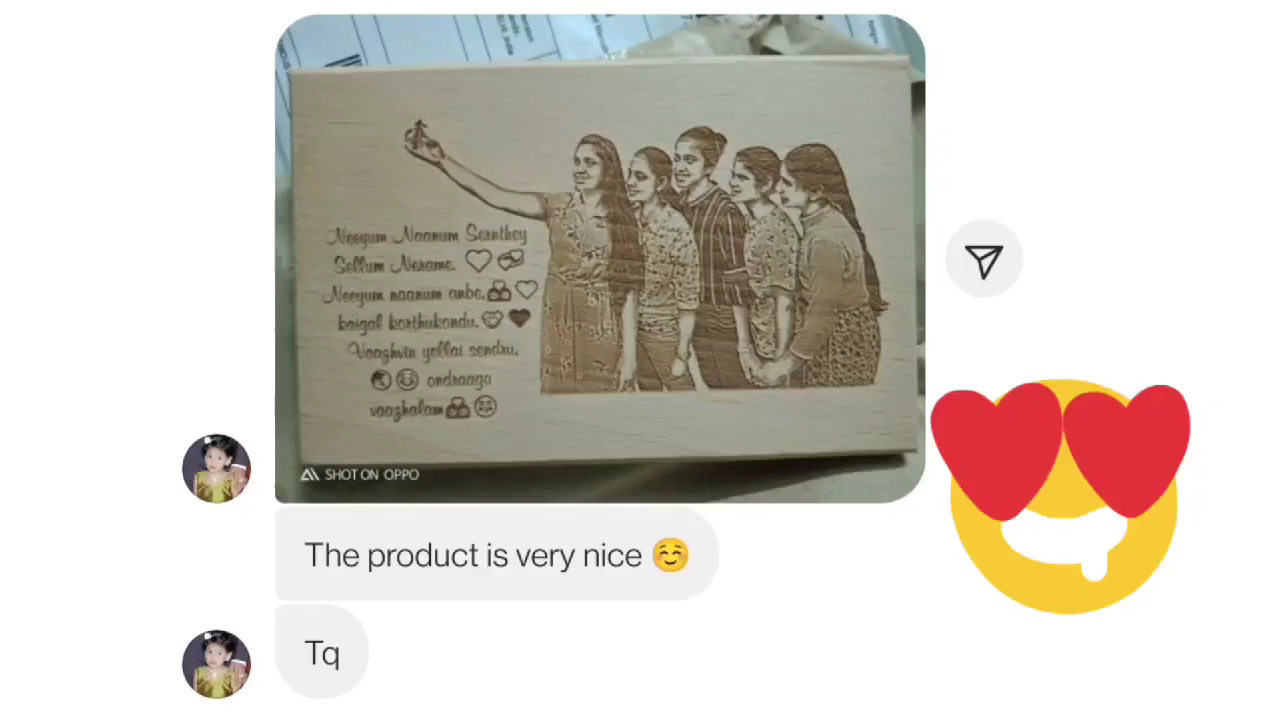 Neeyum Naanum Sernthey
Sellum Nerame.
Neeyum naanum anbe.
kaigal korthukondu.
Vaazhvin yellai sendru.
ondraaga
vaazhalam
SHOT ON OPPO
The product is very nice ☺️
Tq